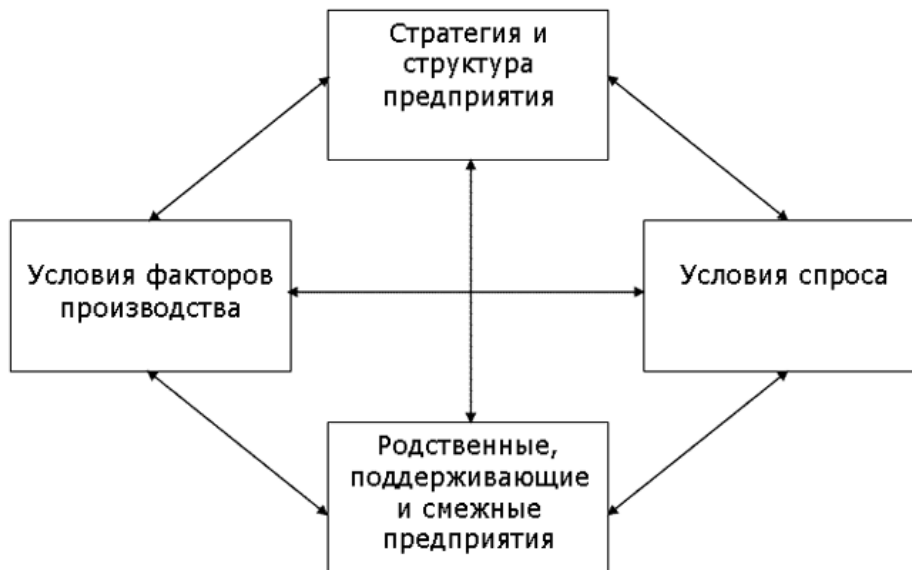 Стратегия и
структура
предприятия
Условия факторов
производства
Условия спроса
Родственные,
поддерживающие
и смежные
предприятия